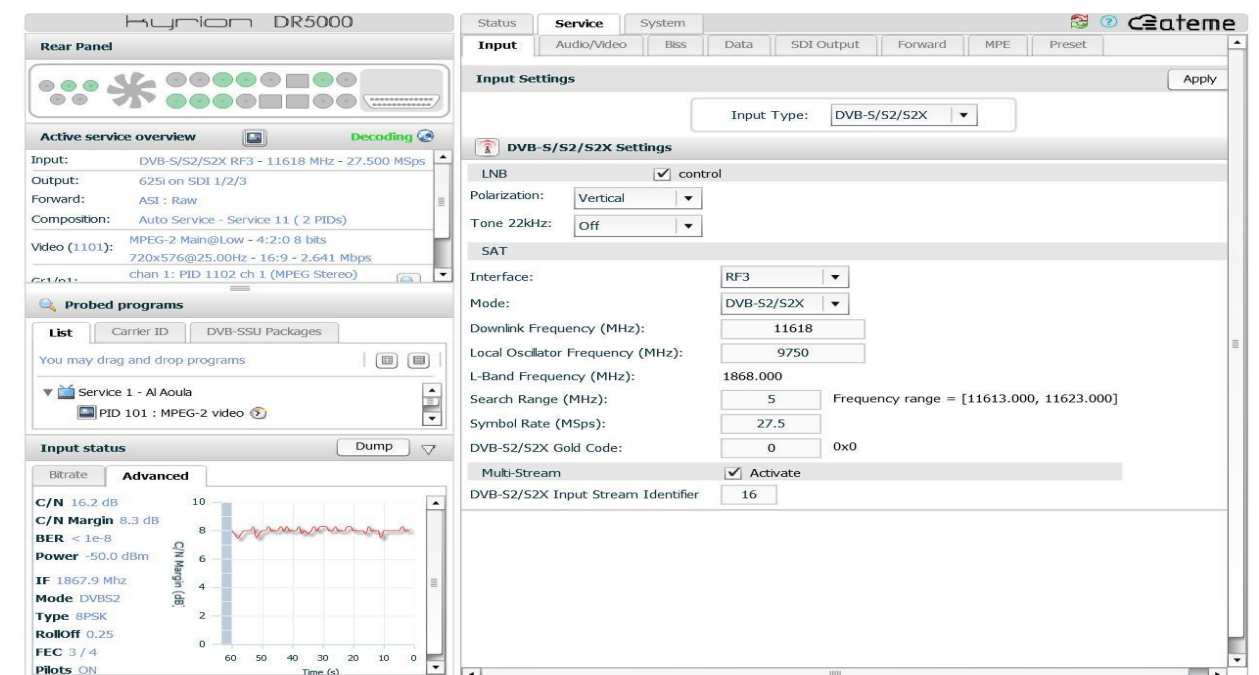 KYrion DR5000
Rear Panel
Active service overview Decoding
Input: DVB-S/S2/S2X RF3 - 11618 MHz - 27.500 MSps
Output: 625i on SDI 1/2/3
Forward: ASI : Raw
Composition: Auto Service - Service 11 ( 2 PIDs)
Video (1101): MPEG-2 Main@Low - 4:2:0 8 bits
720x576@25.00Hz - 16:9 - 2.641 Mbps
Gr1/p1: chan 1: PID 1102 ch 1 (MPEG Stereo)
Probed programs
List Carrier ID DVB-SSU Packages
You may drag and drop programs
Service 1 - Al Aoula
PID 101 : MPEG-2 video
Input status Dump
Bitrate Advanced
C/N 16.2 dB
C/N Margin 8.3 dB
BER < 1e-8
Power -50.0 dBm
IF 1867.9 Mhz
Mode DVBS2
Type 8PSK
RollOff 0.25
FEC 3 / 4
Pilots ON
C/N Margin (dB)
10
8
6
4
2
0
60 50 40 30 20 10 0
Time (s)
Status Service System
ateme
Input Audio/Video Biss Data SDI Output Forward MPE Preset
Input Settings Apply
Input Type: DVB-S/S2/S2X
DVB-S/S2/S2X Settings
LNB control
Polarization: Vertical
Tone 22kHz: Off
SAT
Interface: RF3
Mode: DVB-S2/S2X
Downlink Frequency (MHz): 11618
Local Oscillator Frequency (MHz): 9750
L-Band Frequency (MHz): 1868.000
Search Range (MHz): 5 Frequency range = [11613.000, 11623.000]
Symbol Rate (MSps): 27.5
DVB-S2/S2X Gold Code: 0 0x0
Multi-Stream Activate
DVB-S2/S2X Input Stream Identifier 16